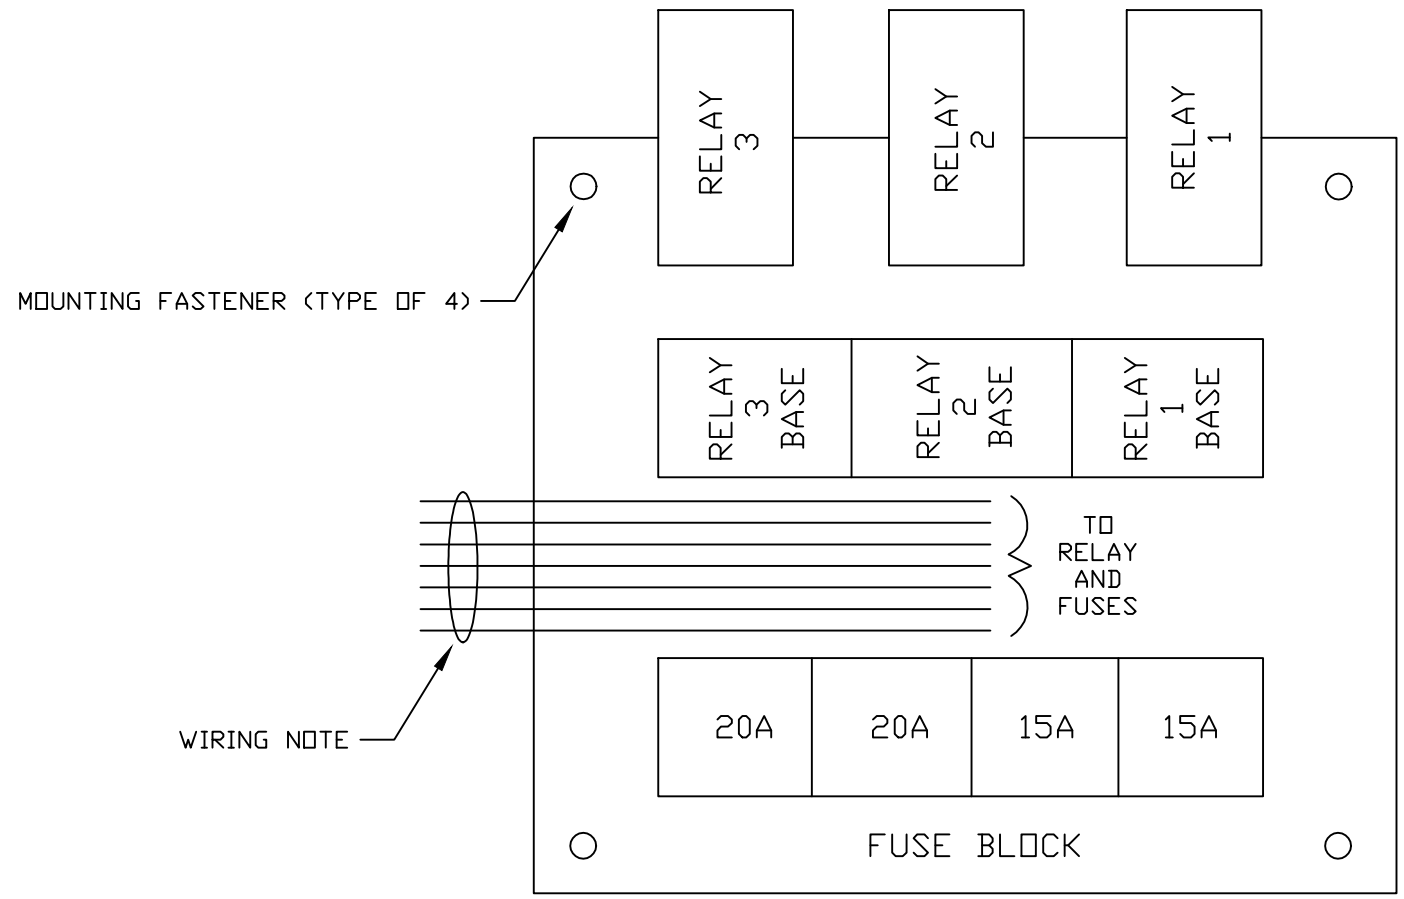 RELAY
3
RELAY
2
RELAY
1
MOUNTING FASTENER (TYPE OF 4)
RELAY
3
BASE
RELAY
2
BASE
RELAY
1
BASE
TO
RELAY
AND
FUSES
WIRING NOTE
20A
20A
15A
15A
FUSE BLOCK